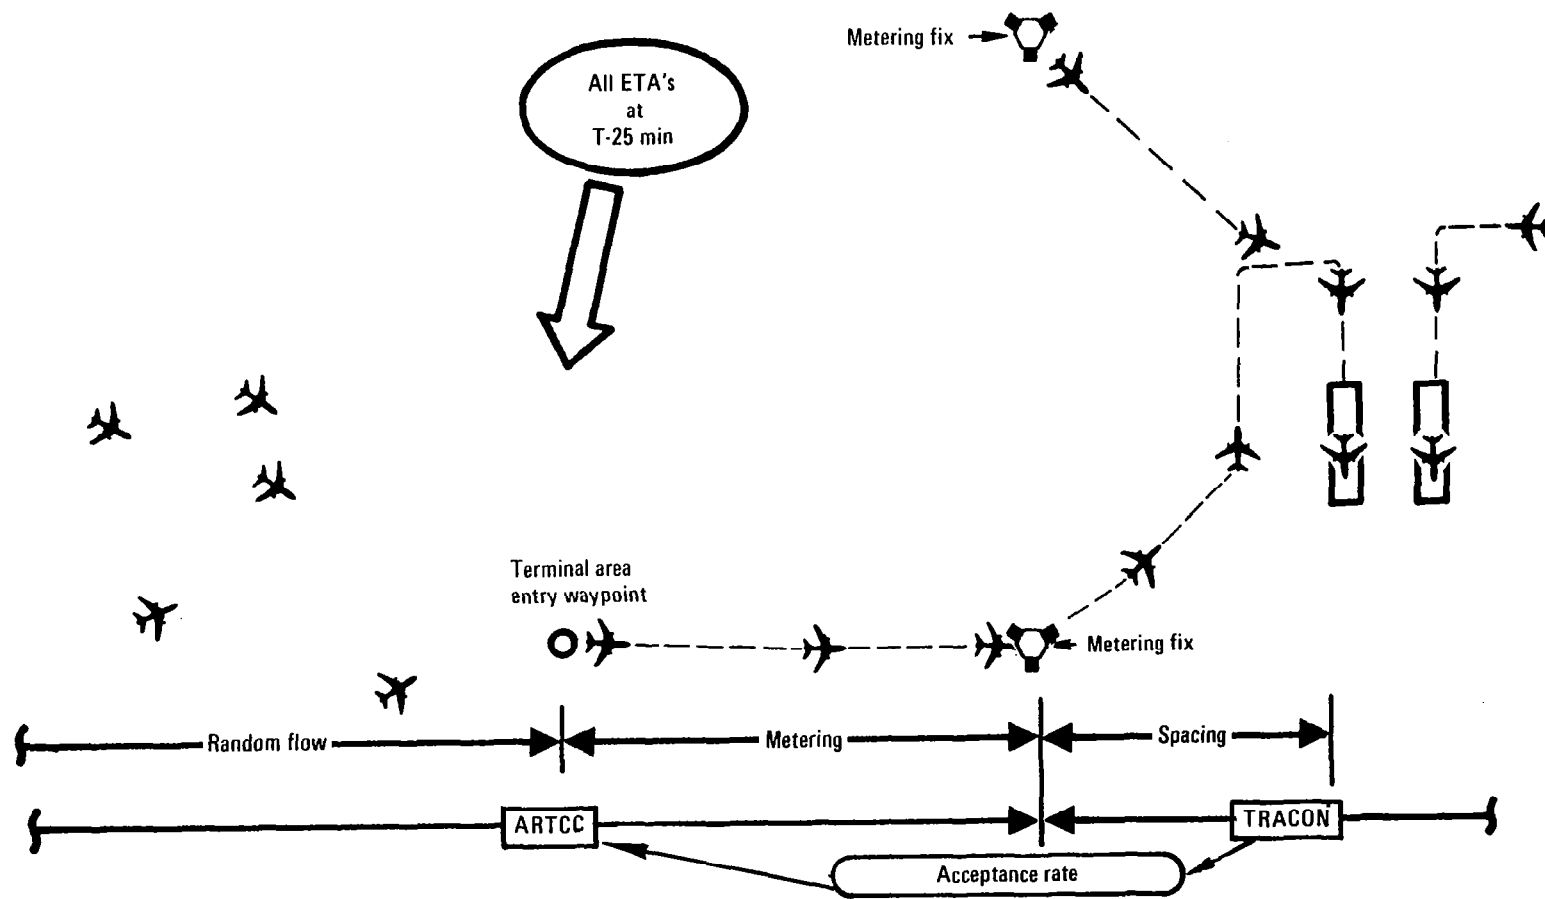 Metering fix
All ETA's
at
T-25 min
Terminal area
entry waypoint
Metering fix
Random flow
Metering
Spacing
ARTCC
TRACON
Acceptance rate